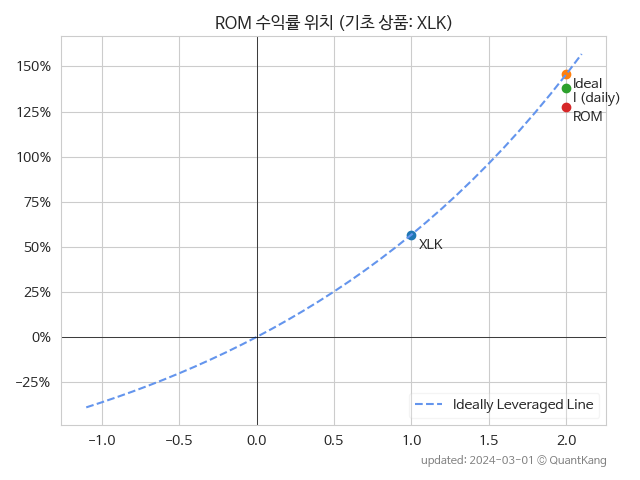 ROM 수익률 위치 (기초 상품: XLK)
150%
125%
100%
75%
50%
25%
0%
−25%
Ideal
I (daily)
ROM
XLK
Ideally Leveraged Line
−1.0 −0.5 0.0 0.5 1.0 1.5 2.0
updated: 2024-03-01 © QuantKang